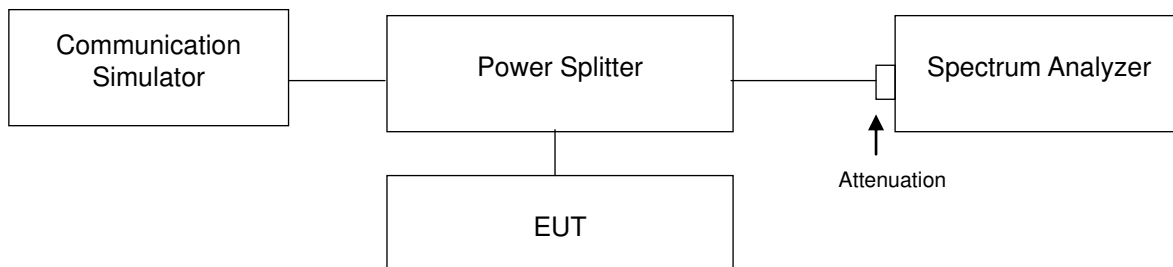 Communication
Simulator
Power Splitter
Spectrum Analyzer
Attenuation
EUT